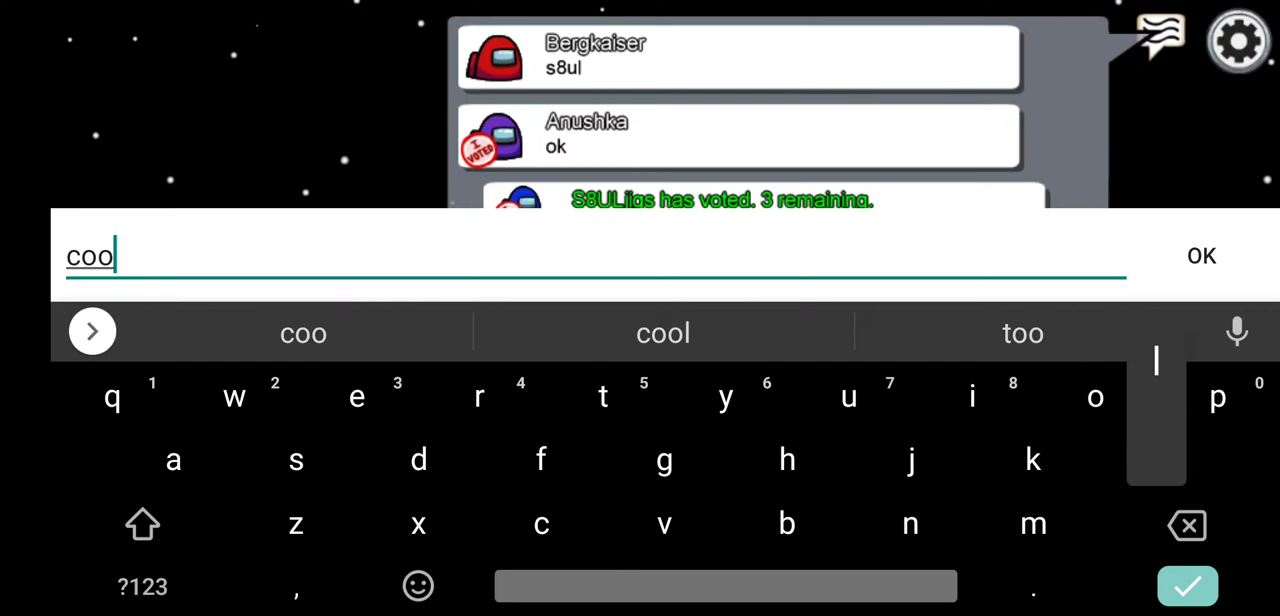 Bergkaiser
s8ul
Anushka
ok
I VOTED
S8ULjigs has voted. 3 remaining.
coo
OK
coo cool too
l
q 1 w 2 e 3 r 4 t 5 y 6 u 7 i 8 o p 0
a s d f g h j k
z x c v b n m
?123 , .